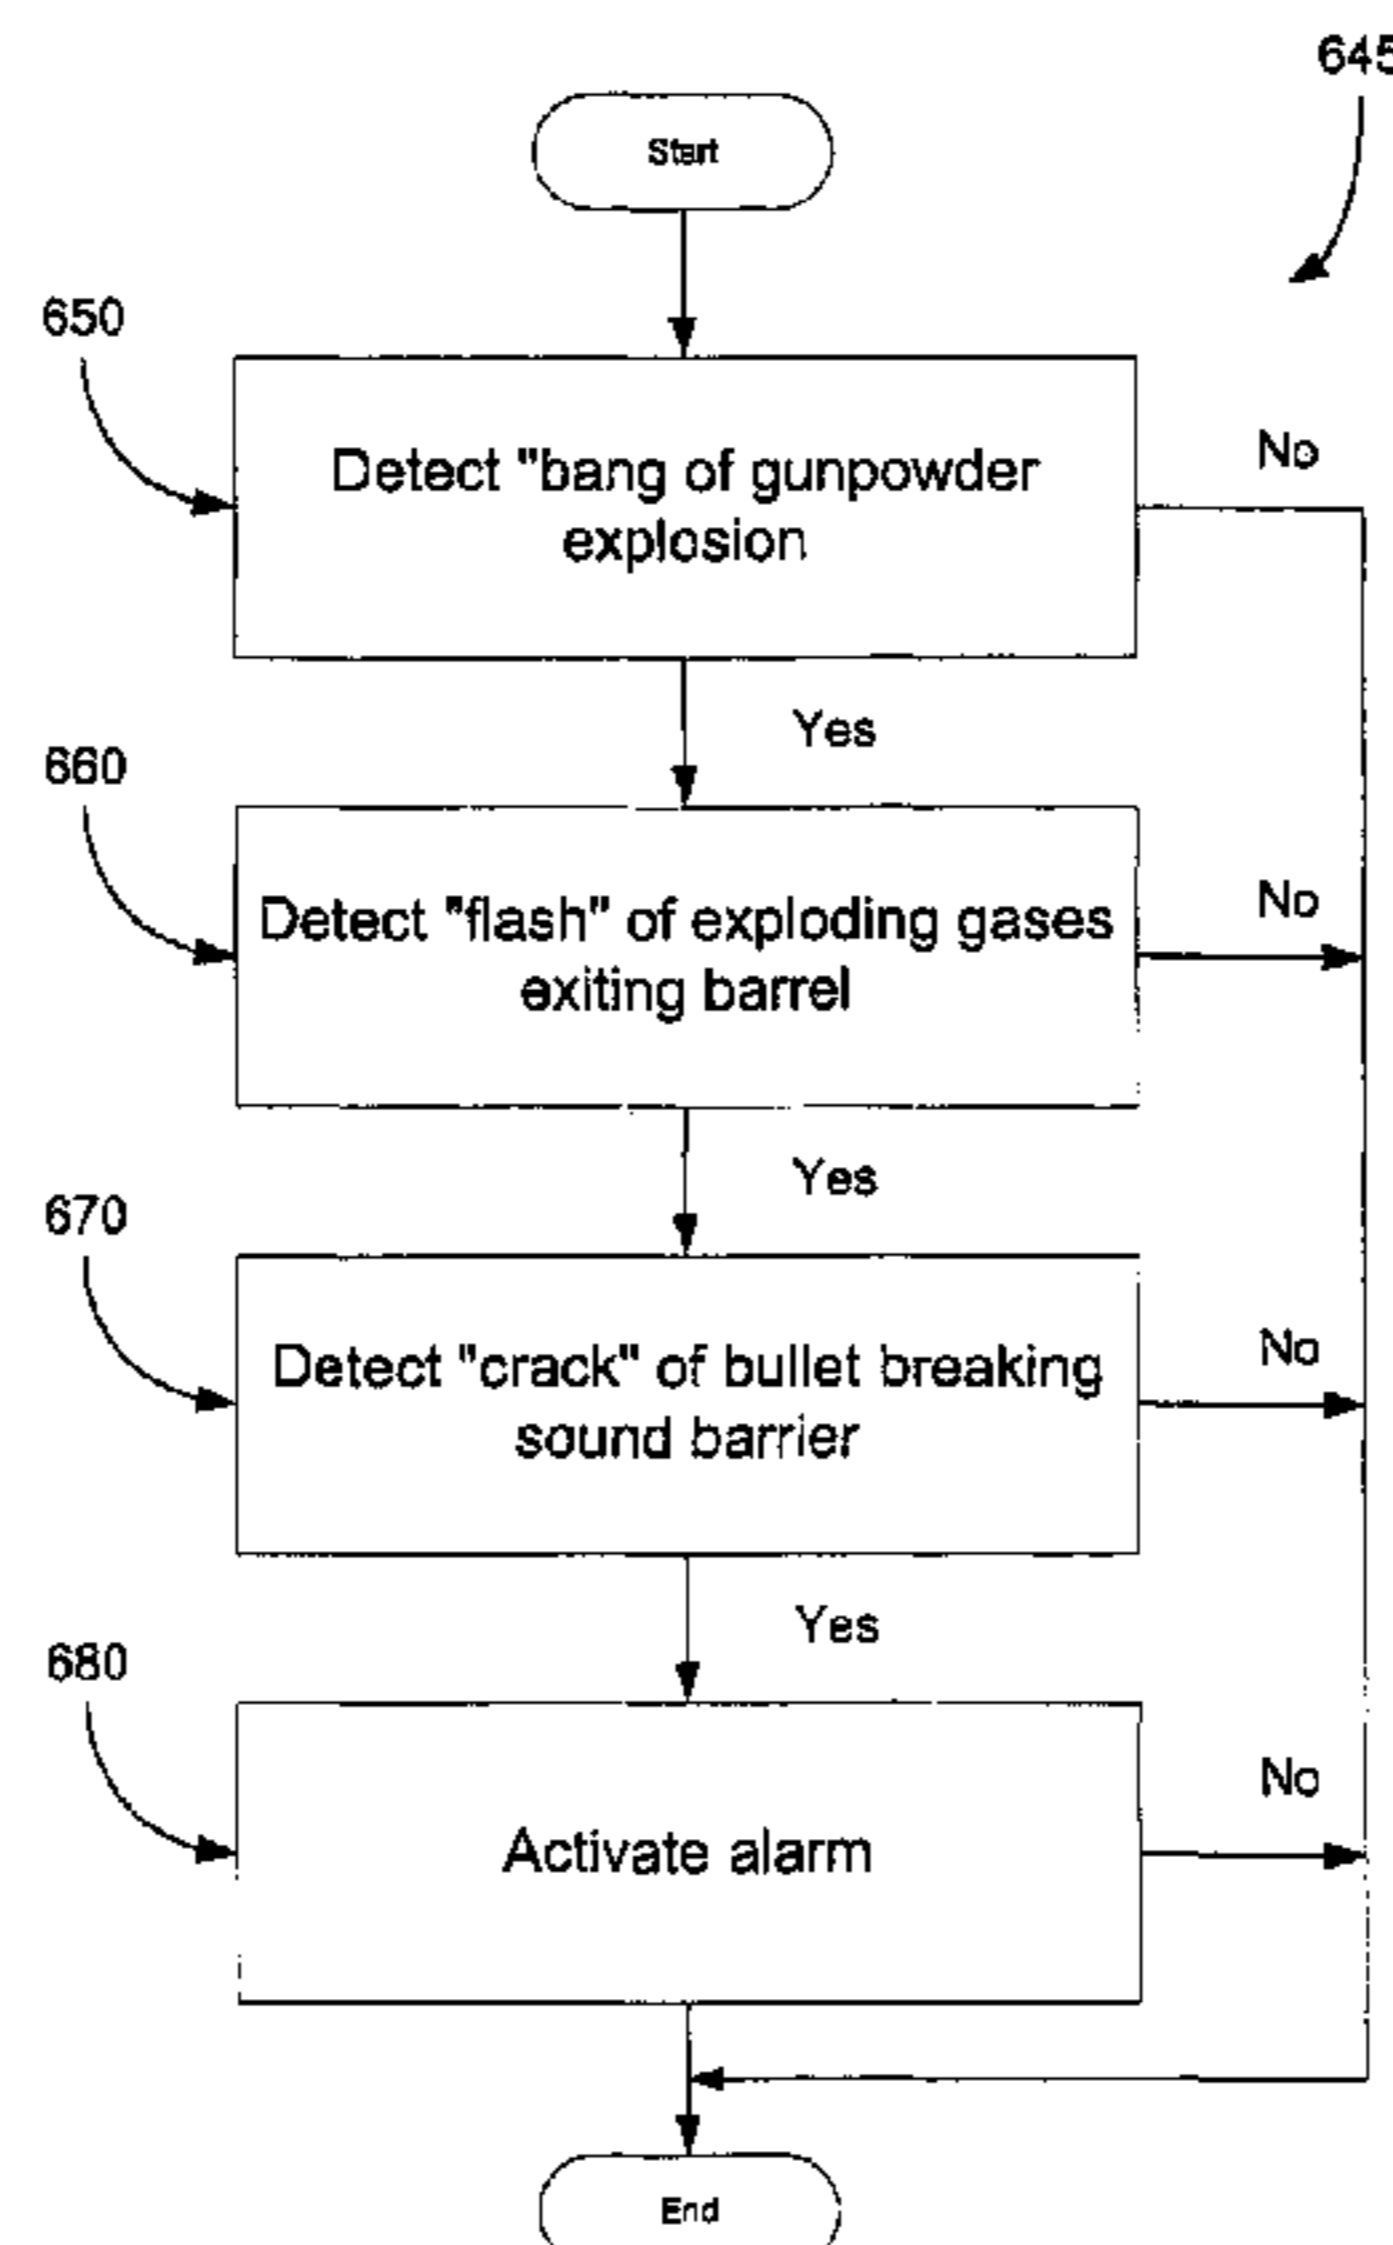 645
Start
650
Detect "bang of gunpowder
explosion
No
Yes
660
Detect "flash" of exploding gases
exiting barrel
No
Yes
670
Detect "crack" of bullet breaking
sound barrier
No
Yes
680
Activate alarm
No
End